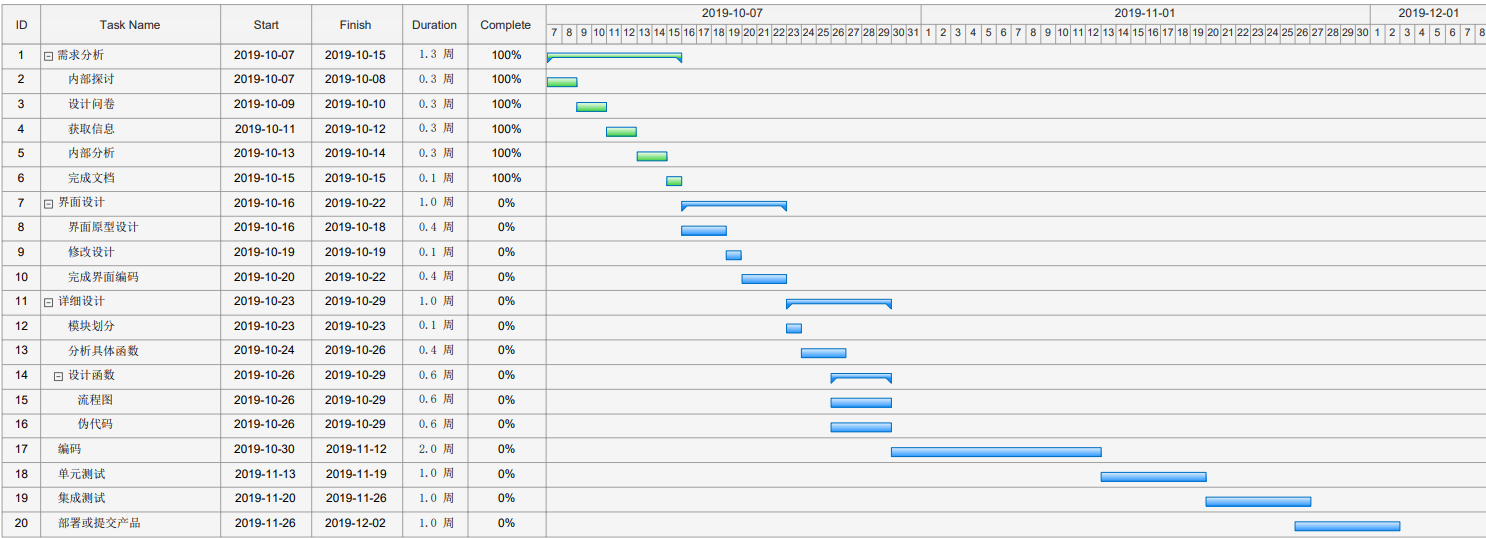 ID Task Name Start Finish Duration Complete 2019-10-07 2019-11-01 2019-12-01
7 8 9 10 11 12 13 14 15 16 17 18 19 20 21 22 23 24 25 26 27 28 29 30 31 1 2 3 4 5 6 7 8 9 10 11 12 13 14 15 16 17 18 19 20 21 22 23 24 25 26 27 28 29 30 1 2 3 4 5 6 7 8
1 需求分析 2019-10-07 2019-10-15 1.3 周 100%
2 内部探讨 2019-10-07 2019-10-08 0.3 周 100%
3 设计问卷 2019-10-09 2019-10-10 0.3 周 100%
4 获取信息 2019-10-11 2019-10-12 0.3 周 100%
5 内部分析 2019-10-13 2019-10-14 0.3 周 100%
6 完成文档 2019-10-15 2019-10-15 0.1 周 100%
7 界面设计 2019-10-16 2019-10-22 1.0 周 0%
8 界面原型设计 2019-10-16 2019-10-18 0.4 周 0%
9 修改设计 2019-10-19 2019-10-19 0.1 周 0%
10 完成界面编码 2019-10-20 2019-10-22 0.4 周 0%
11 详细设计 2019-10-23 2019-10-29 1.0 周 0%
12 模块划分 2019-10-23 2019-10-23 0.1 周 0%
13 分析具体函数 2019-10-24 2019-10-26 0.4 周 0%
14 设计函数 2019-10-26 2019-10-29 0.6 周 0%
15 流程图 2019-10-26 2019-10-29 0.6 周 0%
16 伪代码 2019-10-26 2019-10-29 0.6 周 0%
17 编码 2019-10-30 2019-11-12 2.0 周 0%
18 单元测试 2019-11-13 2019-11-19 1.0 周 0%
19 集成测试 2019-11-20 2019-11-26 1.0 周 0%
20 部署或提交产品 2019-11-26 2019-12-02 1.0 周 0%